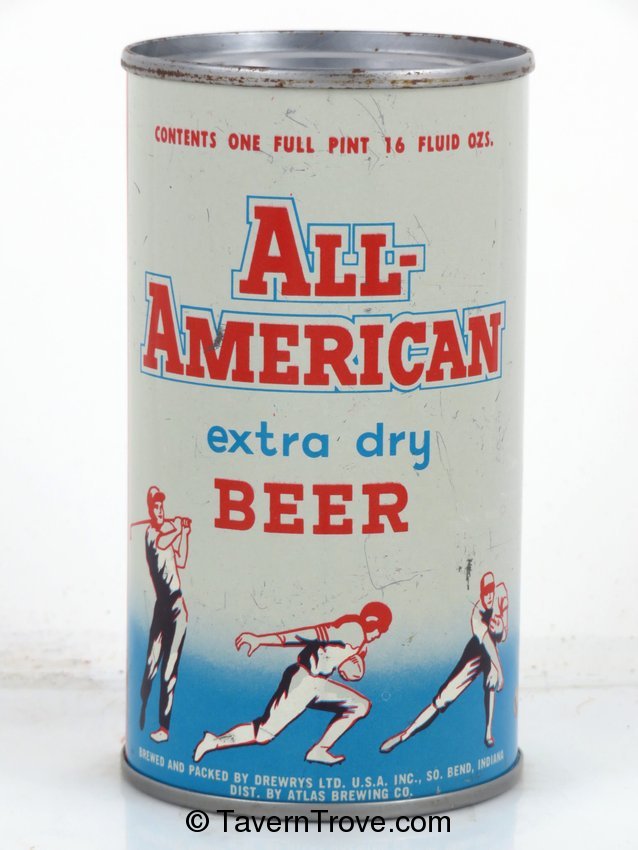 CONTENTS ONE FULL PINT 16 FLUID OZS.
ALL-
AMERICAN
extra dry
BEER
BREWED AND PACKED BY DREWRYS LTD. U.S.A. INC., SO. BEND, INDIANA
DIST. BY ATLAS BREWING CO.
© TavernTrove.com